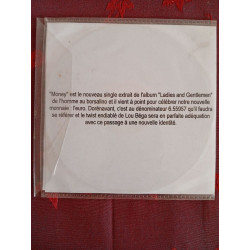 "Money" est le nouveau single extrait de l'album "Ladies and Gentlemen"
de l'homme au borsalino et il vient à point pour célébrer notre nouvelle
monnaie : l'euro. Dorénavant, c'est au dénominateur 6.55957 qu'il faudra
se référer et le twist endiablé de Lou Béga sera en parfaite adéquation
avec ce passage à une nouvelle identité.